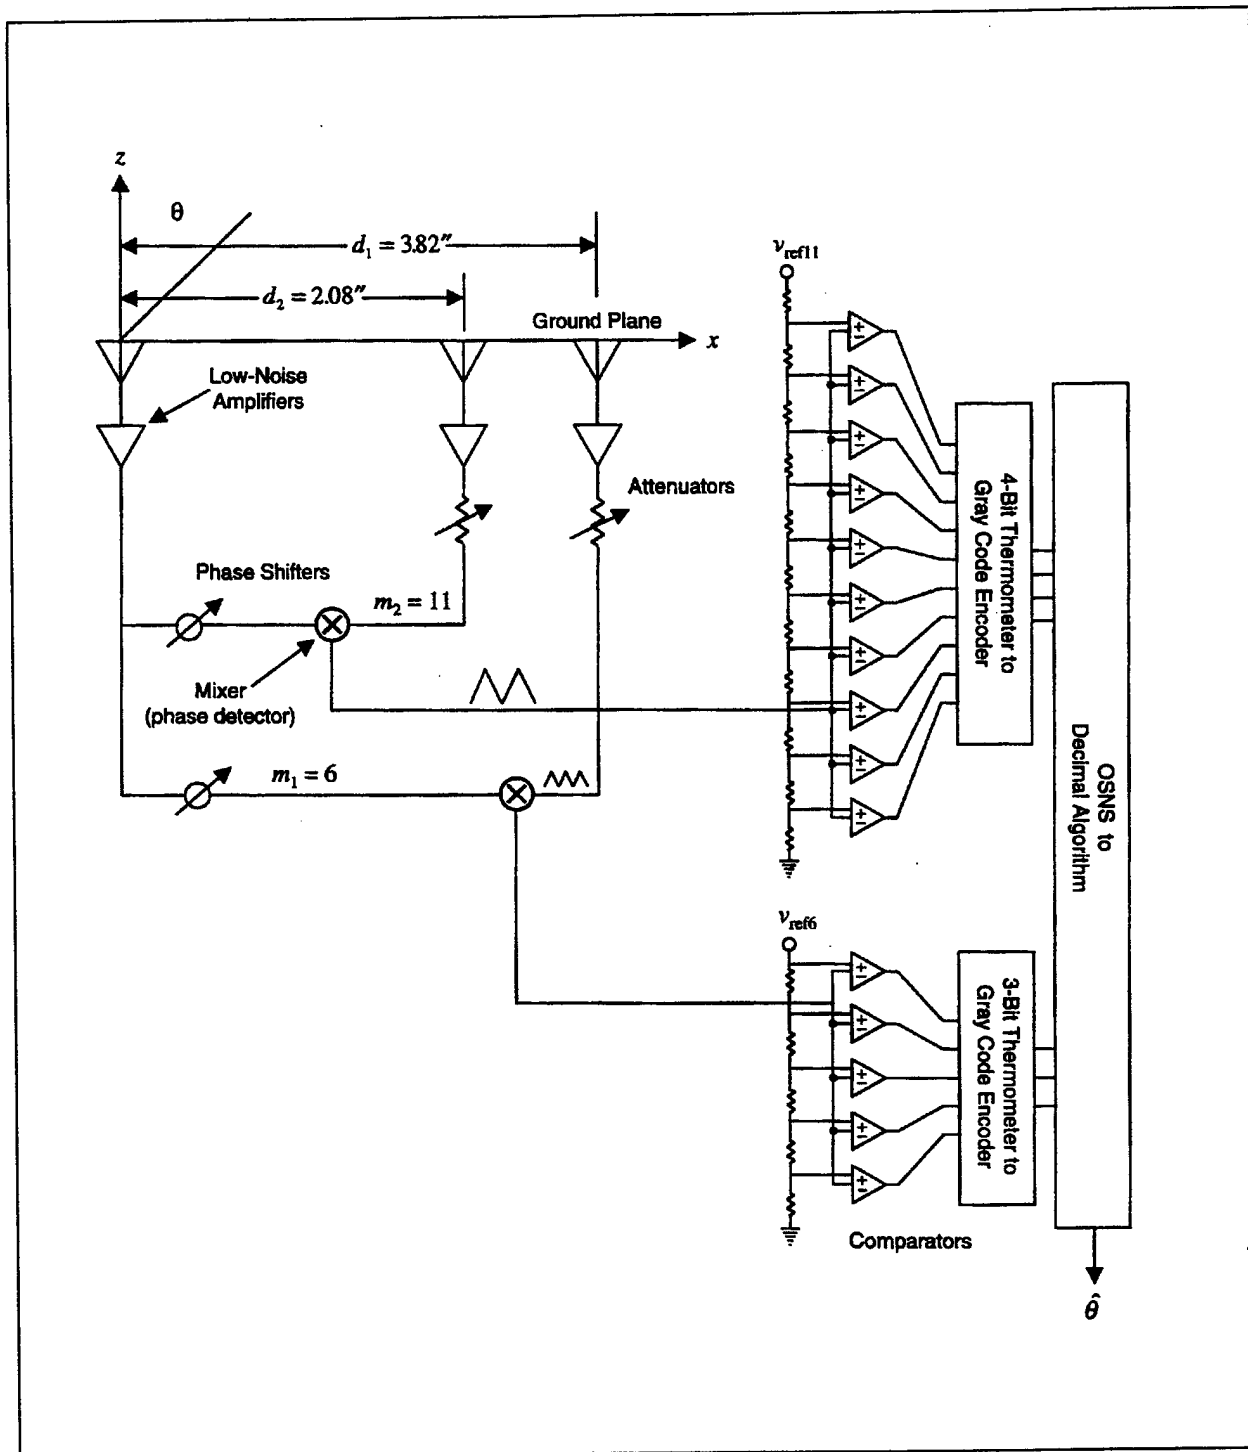 z
θ
d₁ = 3.82″
d₂ = 2.08″
Ground Plane
x
Low-Noise
Amplifiers
Attenuators
Phase Shifters
m₂ = 11
Mixer
(phase detector)
m₁ = 6
v_ref11
4-Bit Thermometer to
Gray Code Encoder
OSNS to
Decimal Algorithm
v_ref6
3-Bit Thermometer to
Gray Code Encoder
Comparators
θ̂